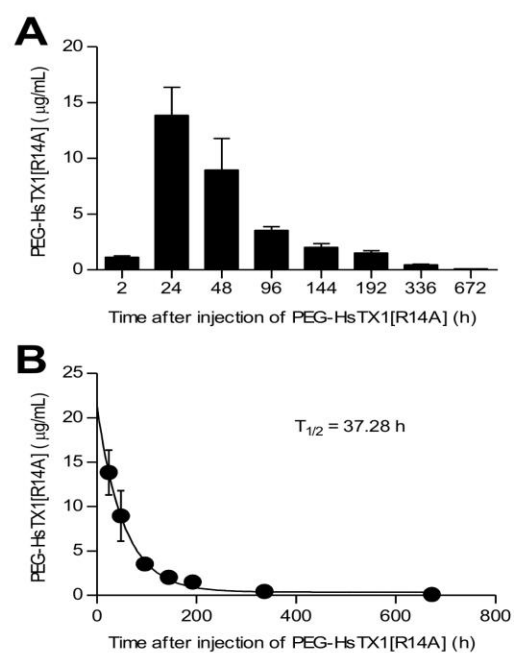 A
PEG-HsTX1[R14A] (μg/mL)
20
15
10
5
0
2 24 48 96 144 192 336 672
Time after injection of PEG-HsTX1[R14A] (h)
B
PEG-HsTX1[R14A] (μg/mL)
25
20
15
10
5
0
T1/2 = 37.28 h
0 200 400 600 800
Time after injection of PEG-HsTX1[R14A] (h)